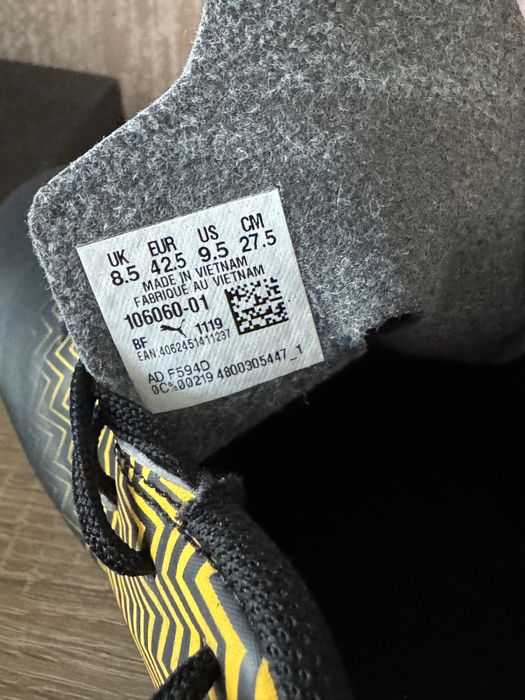 UK EUR US CM
8.5 42.5 9.5 27.5
MADE IN VIETNAM
FABRIQUÉ AU VIETNAM
106060-01
BF 1119
EAN 4062451411237
AD F594D
0C%00219 4800305447_1